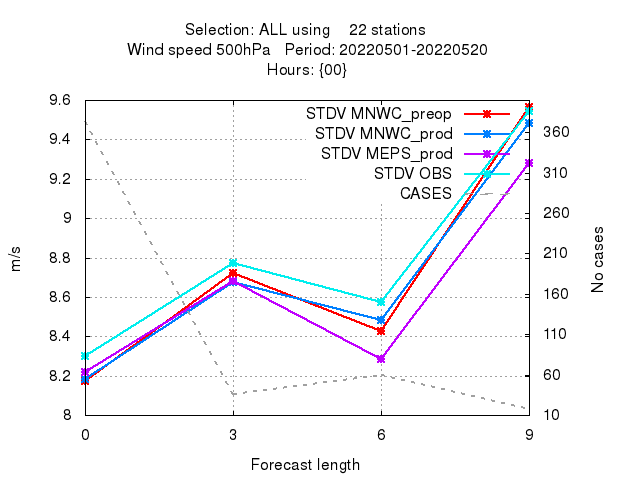 Selection: ALL using 22 stations
Wind speed 500hPa Period: 20220501-20220520
Hours: {00}
STDV MNWC_preop
STDV MNWC_prod
STDV MEPS_prod
STDV OBS
CASES
9.6
9.4
9.2
9
8.8
8.6
8.4
8.2
8
m/s
360
310
260
210
160
110
60
10
No cases
0 3 6 9
Forecast length